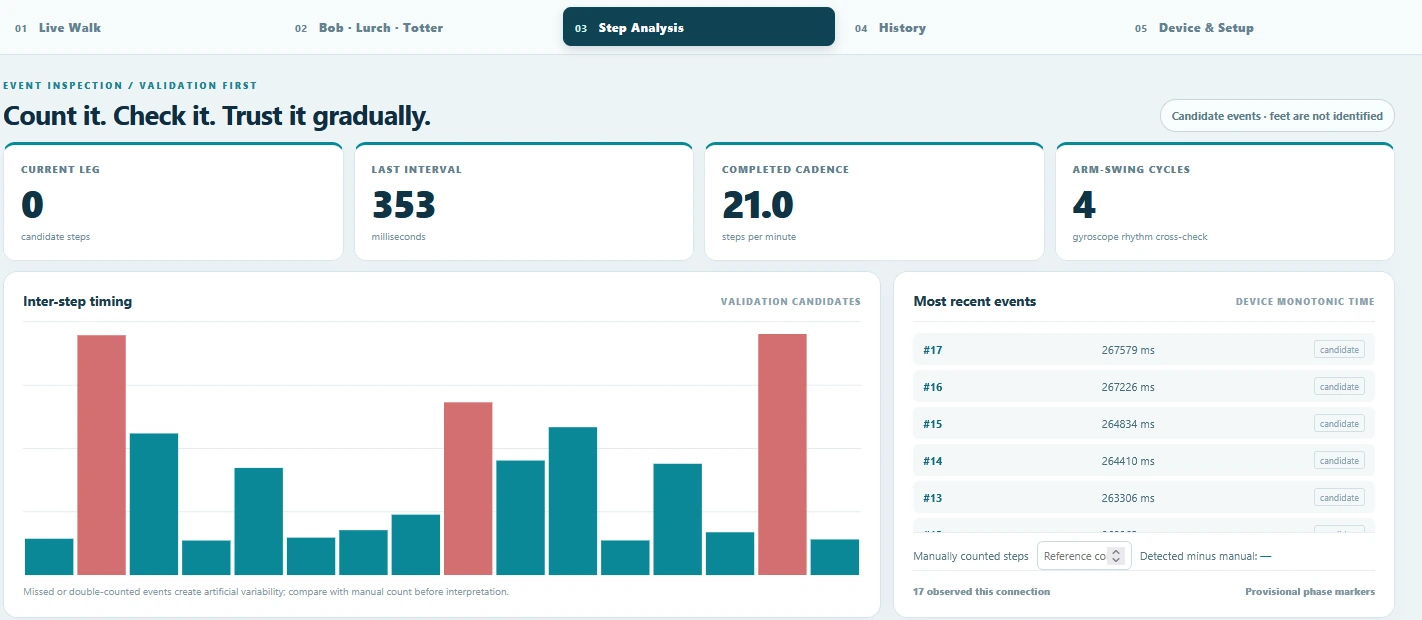 01 Live Walk 02 Bob · Lurch · Totter 03 Step Analysis 04 History 05 Device & Setup
EVENT INSPECTION / VALIDATION FIRST
Count it. Check it. Trust it gradually.
Candidate events · feet are not identified
CURRENT LEG
0
candidate steps
LAST INTERVAL
353
milliseconds
COMPLETED CADENCE
21.0
steps per minute
ARM-SWING CYCLES
4
gyroscope rhythm cross-check
Inter-step timing VALIDATION CANDIDATES
Missed or double-counted events create artificial variability; compare with manual count before interpretation.
Most recent events DEVICE MONOTONIC TIME
#17 267579 ms candidate
#16 267226 ms candidate
#15 264834 ms candidate
#14 264410 ms candidate
#13 263306 ms candidate
Manually counted steps Reference co Detected minus manual: —
17 observed this connection Provisional phase markers